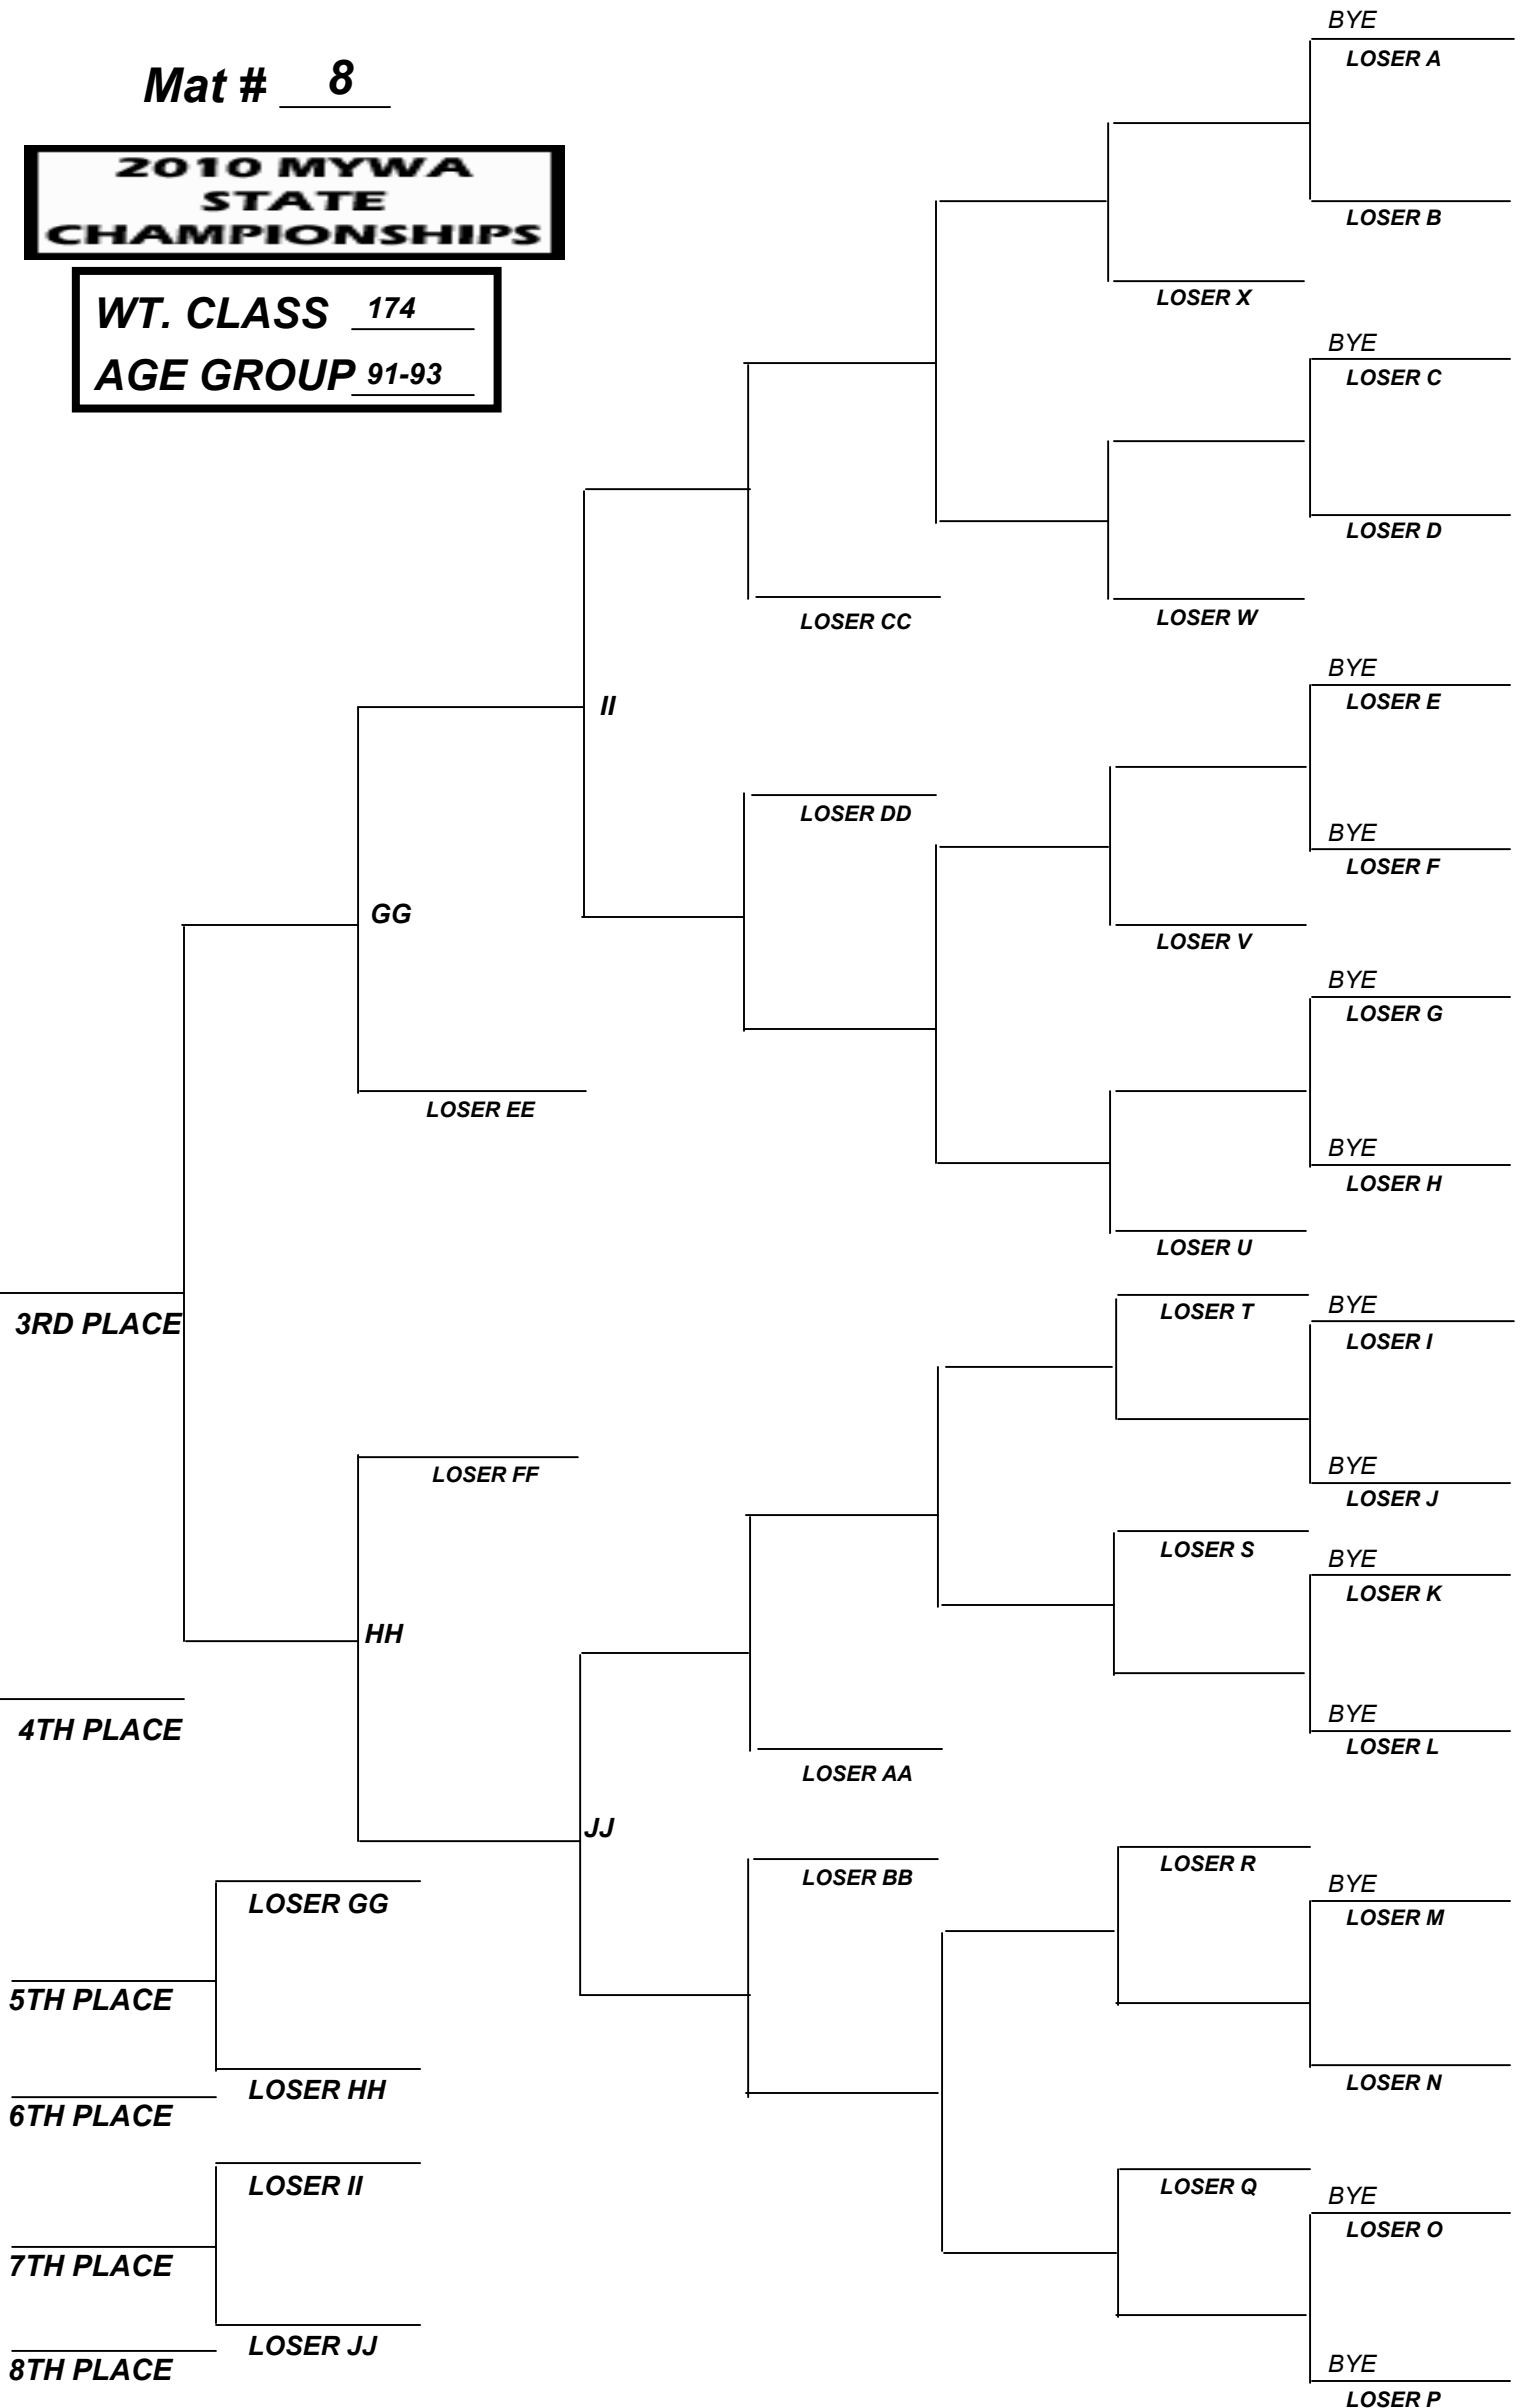 Mat # 8
2010 MYWA
STATE
CHAMPIONSHIPS
WT. CLASS 174
AGE GROUP 91-93
BYE
LOSER A
LOSER B
LOSER X
BYE
LOSER C
LOSER D
LOSER CC
LOSER W
BYE
LOSER E
II
LOSER DD
BYE
LOSER F
GG
LOSER V
BYE
LOSER G
LOSER EE
BYE
LOSER H
LOSER U
3RD PLACE
LOSER T
BYE
LOSER I
LOSER FF
BYE
LOSER J
LOSER S
BYE
LOSER K
HH
4TH PLACE
BYE
LOSER L
LOSER AA
JJ
LOSER BB
LOSER R
BYE
LOSER M
LOSER GG
5TH PLACE
LOSER HH
LOSER N
6TH PLACE
LOSER II
LOSER Q
BYE
LOSER O
7TH PLACE
LOSER JJ
8TH PLACE
BYE
LOSER P